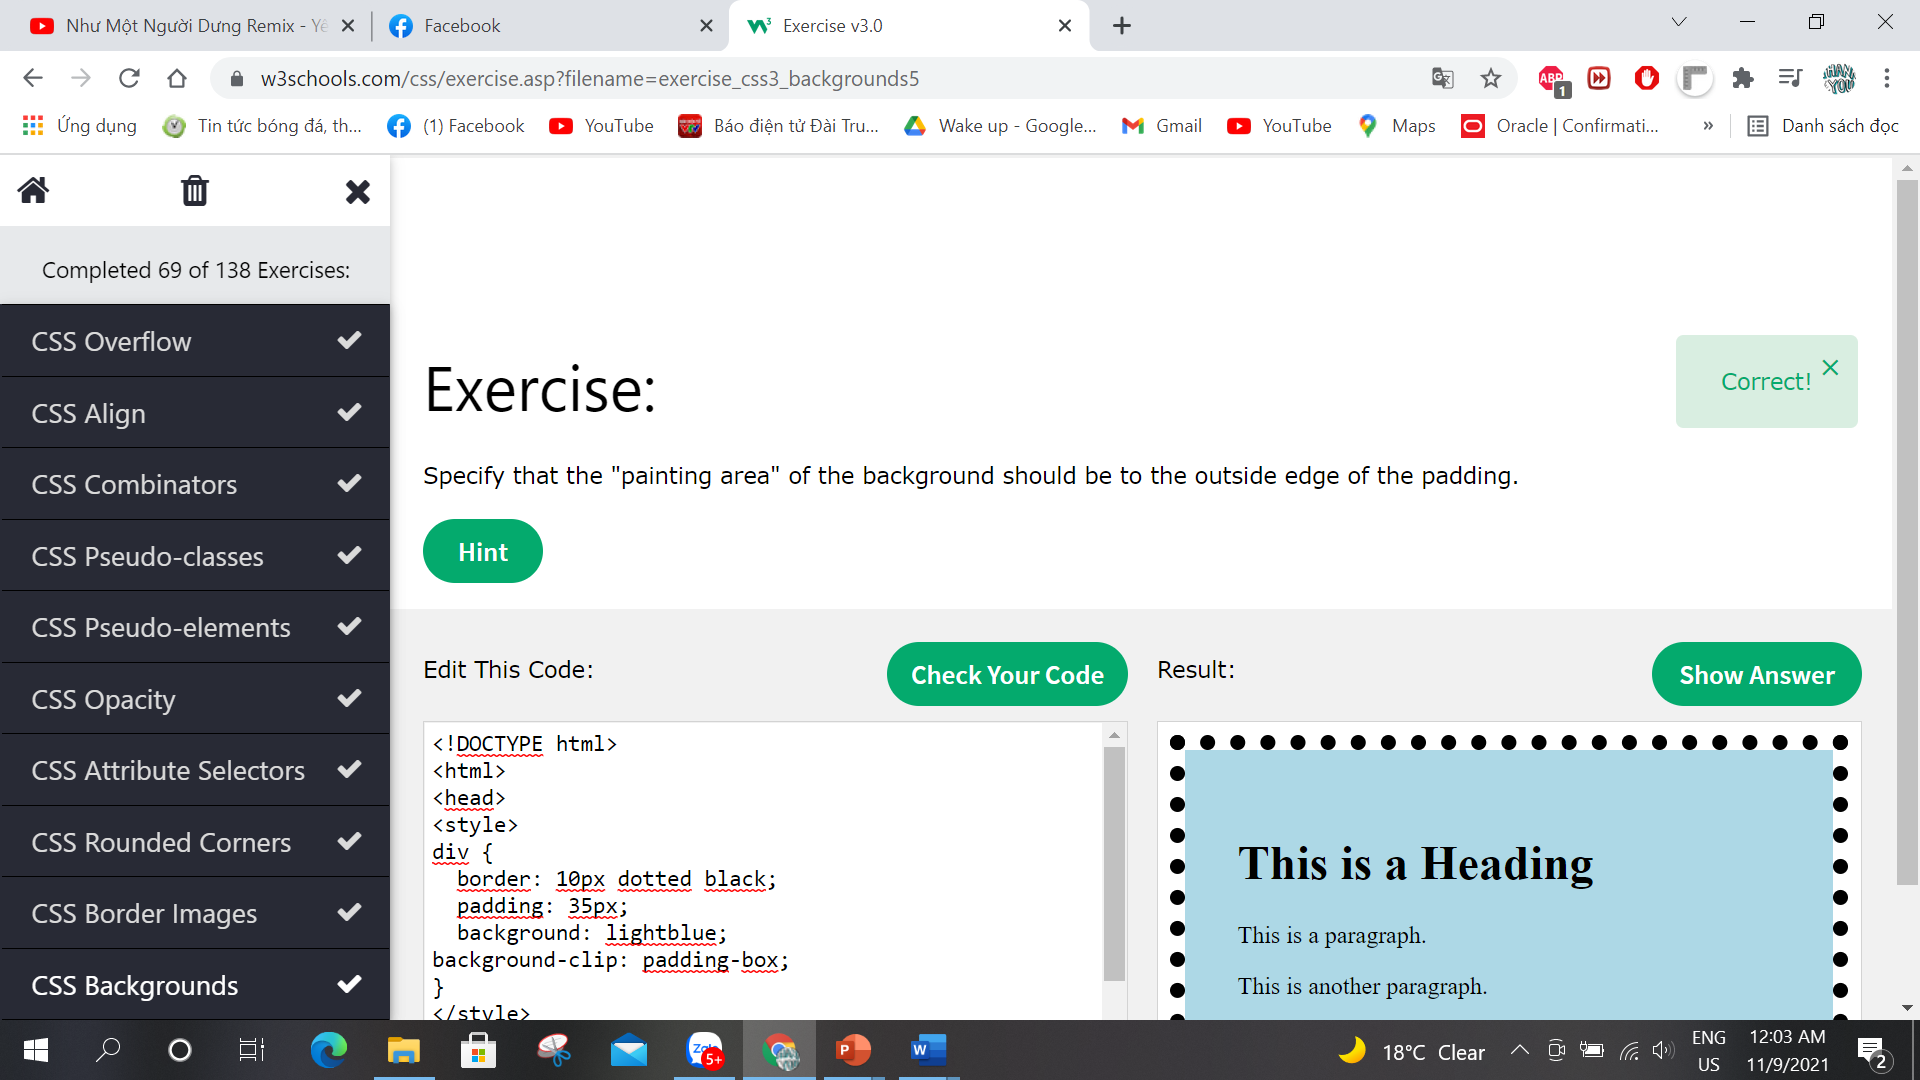 Như Một Người Dưng Remix - Yê
Facebook
Exercise v3.0
w3schools.com/css/exercise.asp?filename=exercise_css3_backgrounds5
ABP
1
Ứng dụng
Tin tức bóng đá, th...
(1) Facebook
YouTube
Báo điện tử Đài Tru...
Wake up - Google...
Gmail
YouTube
Maps
Oracle | Confirmati...
»
Danh sách đọc
Completed 69 of 138 Exercises:
CSS Overflow
CSS Align
CSS Combinators
CSS Pseudo-classes
CSS Pseudo-elements
CSS Opacity
CSS Attribute Selectors
CSS Rounded Corners
CSS Border Images
CSS Backgrounds
Exercise:
Correct!
Specify that the "painting area" of the background should be to the outside edge of the padding.
Hint
Edit This Code:
Check Your Code
Result:
Show Answer
<!DOCTYPE html>
<html>
<head>
<style>
div {
border: 10px dotted black;
padding: 35px;
background: lightblue;
background-clip: padding-box;
}
</style>
This is a Heading
This is a paragraph.
This is another paragraph.
Zalo
5+
P
W
18°C Clear
ENG
US
12:03 AM
11/9/2021
2